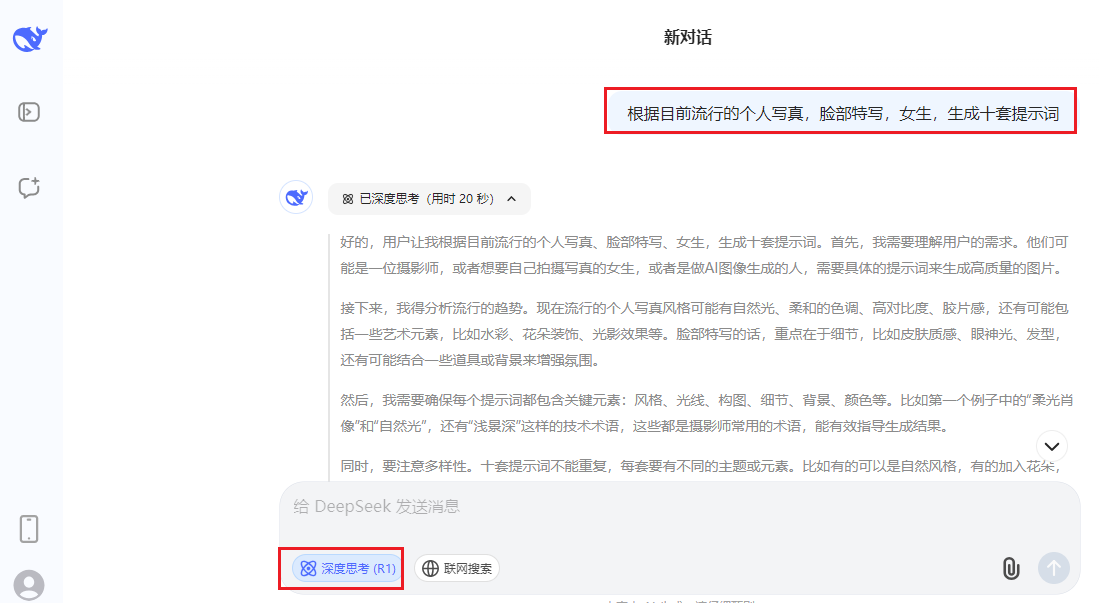 新对话
根据目前流行的个人写真，脸部特写，女生，生成十套提示词
已深度思考（用时 20 秒）
好的，用户让我根据目前流行的个人写真、脸部特写、女生，生成十套提示词。首先，我需要理解用户的需求。他们可
能是一位摄影师，或者想要自己拍摄写真的女生，或者是做AI图像生成的人，需要具体的提示词来生成高质量的图片。
接下来，我得分析流行的趋势。现在流行的个人写真风格可能有自然光、柔和的色调、高对比度、胶片感，还有可能包
括一些艺术元素，比如水彩、花朵装饰、光影效果等。脸部特写的话，重点在于细节，比如皮肤质感、眼神光、发型，
还有可能结合一些道具或背景来增强氛围。
然后，我需要确保每个提示词都包含关键元素：风格、光线、构图、细节、背景、颜色等。比如第一个例子中的“柔光肖
像”和“自然光”，还有“浅景深”这样的技术术语，这些都是摄影师常用的术语，能有效指导生成结果。
同时，要注意多样性。十套提示词不能重复，每套要有不同的主题或元素。比如有的可以是自然风格，有的加入花朵，
给 DeepSeek 发送消息
深度思考 (R1)
联网搜索